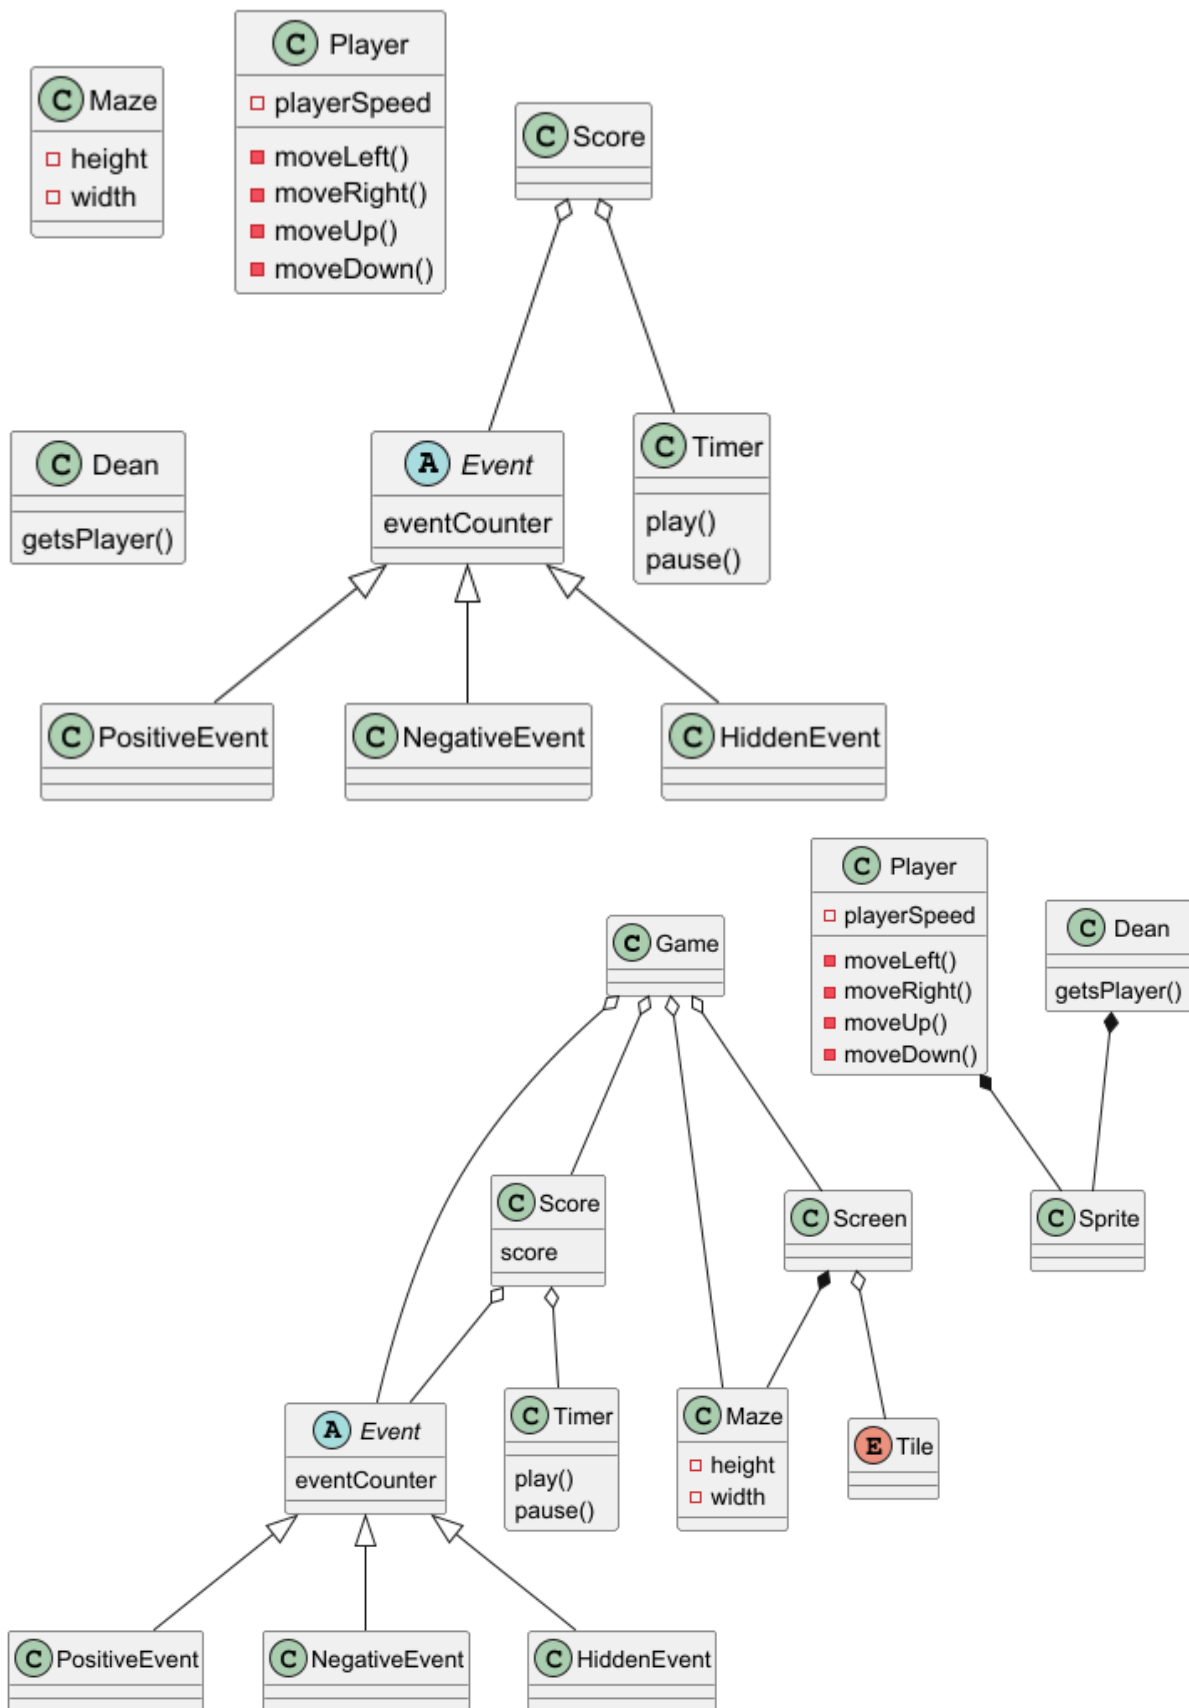 C Player
playerSpeed
moveLeft()
moveRight()
moveUp()
moveDown()
C Maze
height
width
C Score
C Dean
getsPlayer()
A Event
eventCounter
C Timer
play()
pause()
C PositiveEvent
C NegativeEvent
C HiddenEvent
C Player
playerSpeed
moveLeft()
moveRight()
moveUp()
moveDown()
C Dean
getsPlayer()
C Game
C Score
score
C Screen
C Sprite
A Event
eventCounter
C Timer
play()
pause()
C Maze
height
width
E Tile
C PositiveEvent
C NegativeEvent
C HiddenEvent